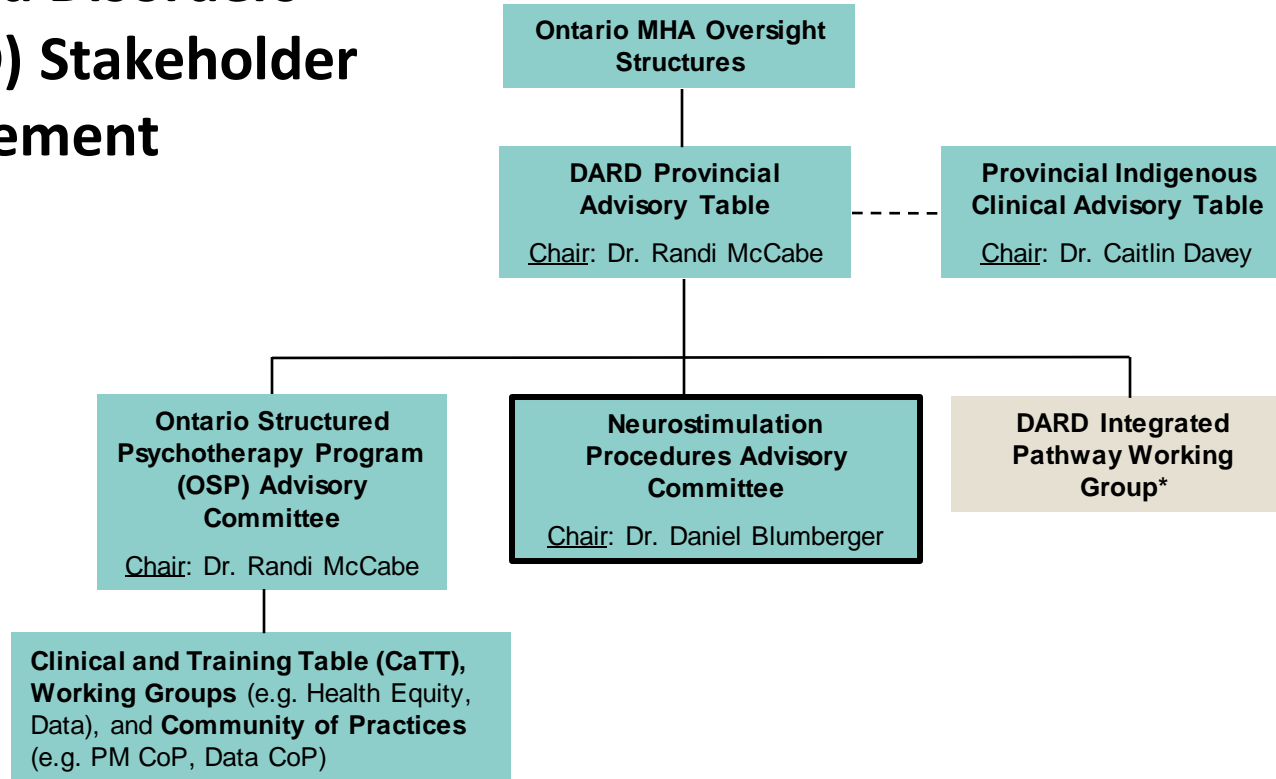 ) Stakeholder
ement
Ontario MHA Oversight
Structures
DARD Provincial
Advisory Table
Chair: Dr. Randi McCabe
Provincial Indigenous
Clinical Advisory Table
Chair: Dr. Caitlin Davey
Ontario Structured
Psychotherapy Program
(OSP) Advisory
Committee
Chair: Dr. Randi McCabe
Neurostimulation
Procedures Advisory
Committee
Chair: Dr. Daniel Blumberger
DARD Integrated
Pathway Working
Group*
Clinical and Training Table (CaTT),
Working Groups (e.g. Health Equity,
Data), and Community of Practices
(e.g. PM CoP, Data CoP)